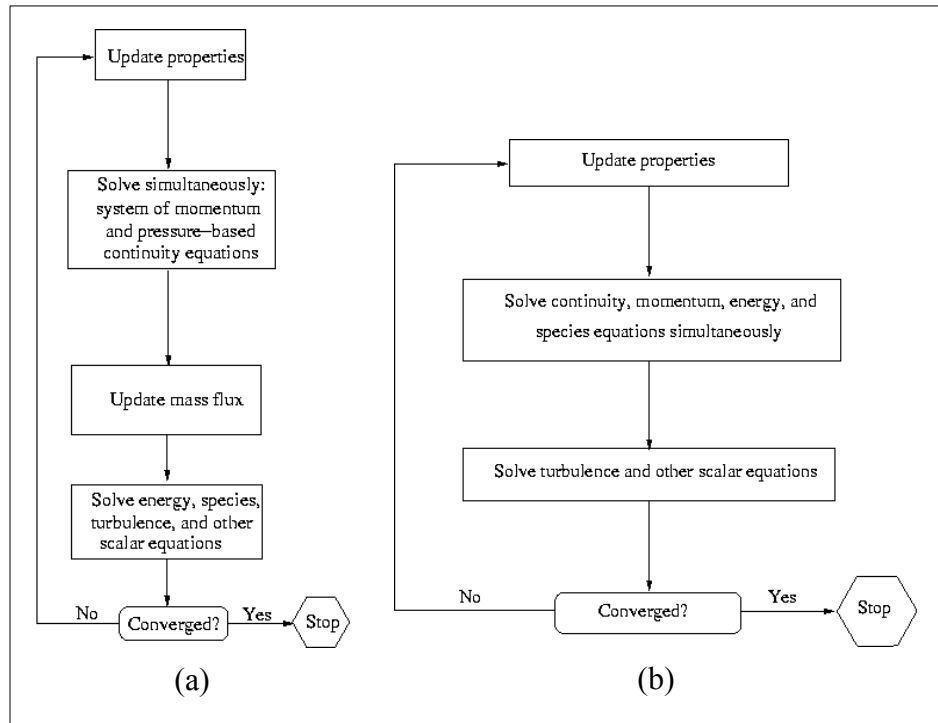 Update properties
Solve simultaneously:
system of momentum
and pressure–based
continuity equations
Update mass flux
Solve energy, species,
turbulence, and other
scalar equations
No
Converged?
Yes
Stop
(a)
Update properties
Solve continuity, momentum, energy, and
species equations simultaneously
Solve turbulence and other scalar equations
No
Converged?
Yes
Stop
(b)